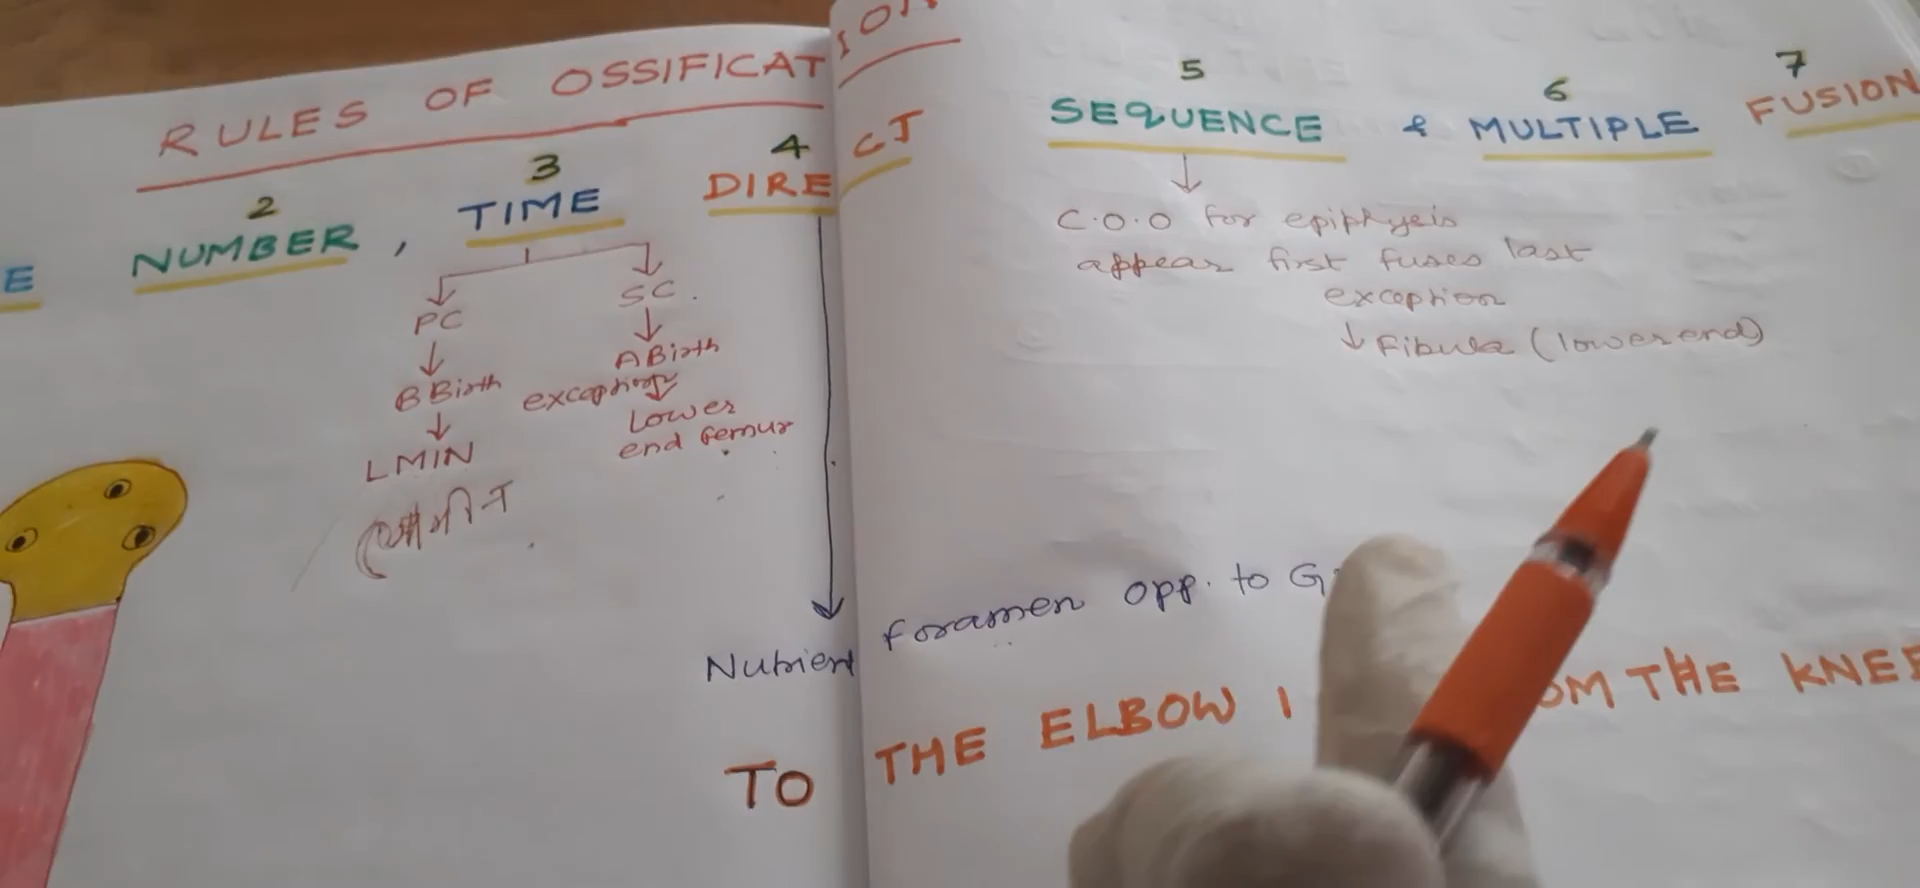 RULES OF OSSIFICATION
E
2
NUMBER,
3
TIME
PC
BBirth
LMIN
SC.
ABirth
exception
Lower
end femur
4
DIRECT
5
SEQUENCE &
6
MULTIPLE
7
FUSION
C.O.O for epiphysis
appear first fuses last
exception
Fibula (lower end)
Nutrient foramen opp. to G
TO THE ELBOW I OM THE KNEE